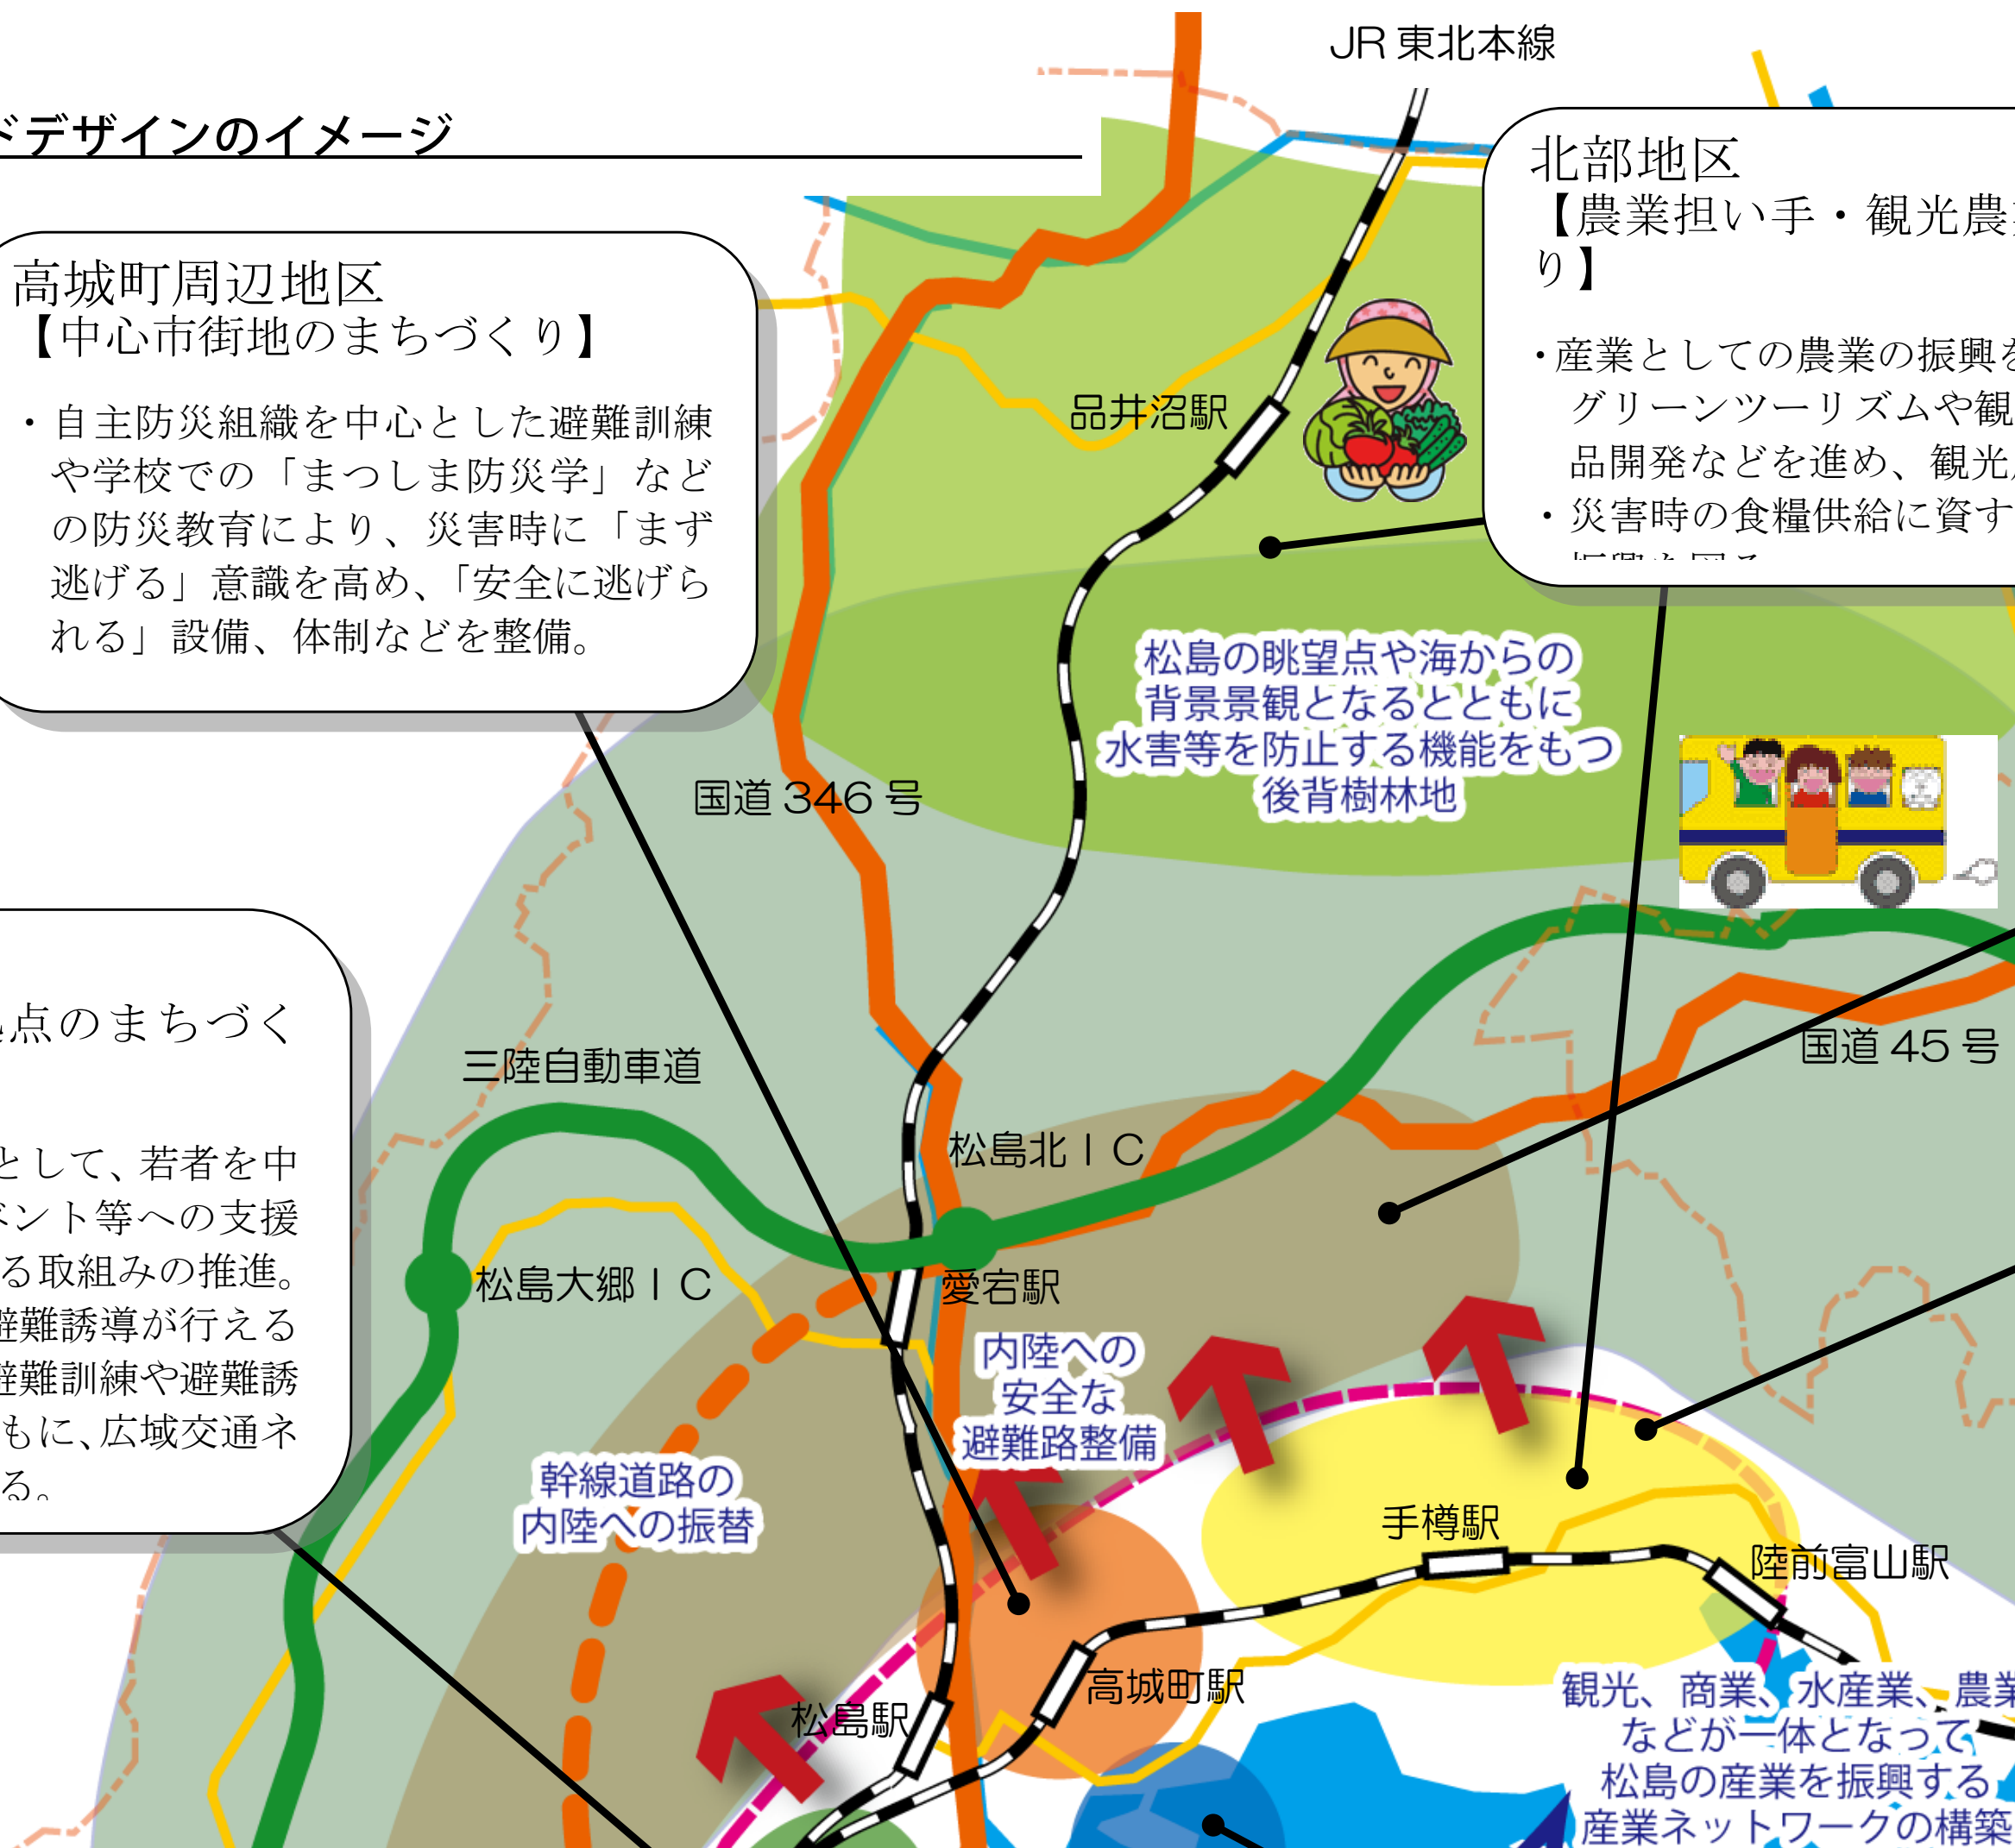 ドデザインのイメージ
JR 東北本線
北部地区
【農業担い手・観光農
り】
・産業としての農業の振興を
グリーンツーリズムや観
品開発などを進め、観光
・災害時の食糧供給に資す
高城町周辺地区
【中心市街地のまちづくり】
・自主防災組織を中心とした避難訓練
や学校での「まつしま防災学」など
の防災教育により、災害時に「まず
逃げる」意識を高め、「安全に逃げら
れる」設備、体制などを整備。
品井沼駅
松島の眺望点や海からの
背景景観となるとともに
水害等を防止する機能をもつ
後背樹林地
国道 346 号
点のまちづく
として、若者を中
ベント等への支援
る取組みの推進。
避難誘導が行える
避難訓練や避難誘
もに、広域交通ネ
る。
三陸自動車道
国道 45 号
松島北ＩＣ
松島大郷ＩＣ
愛宕駅
内陸への
安全な
避難路整備
幹線道路の
内陸への振替
手樽駅
陸前富山駅
高城町駅
松島駅
観光、商業、水産業、農業
などが一体となって
松島の産業を振興する
産業ネットワークの構築